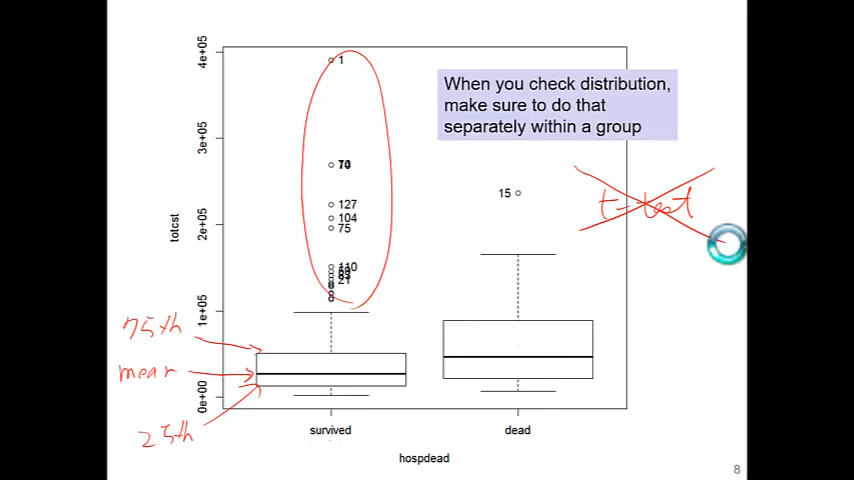 4e+05
3e+05
2e+05
1e+05
0e+00
totcst
1
127
104
75
110
21
15
When you check distribution,
make sure to do that
separately within a group
t-test
75th
mean
25th
survived
dead
hospdead
8